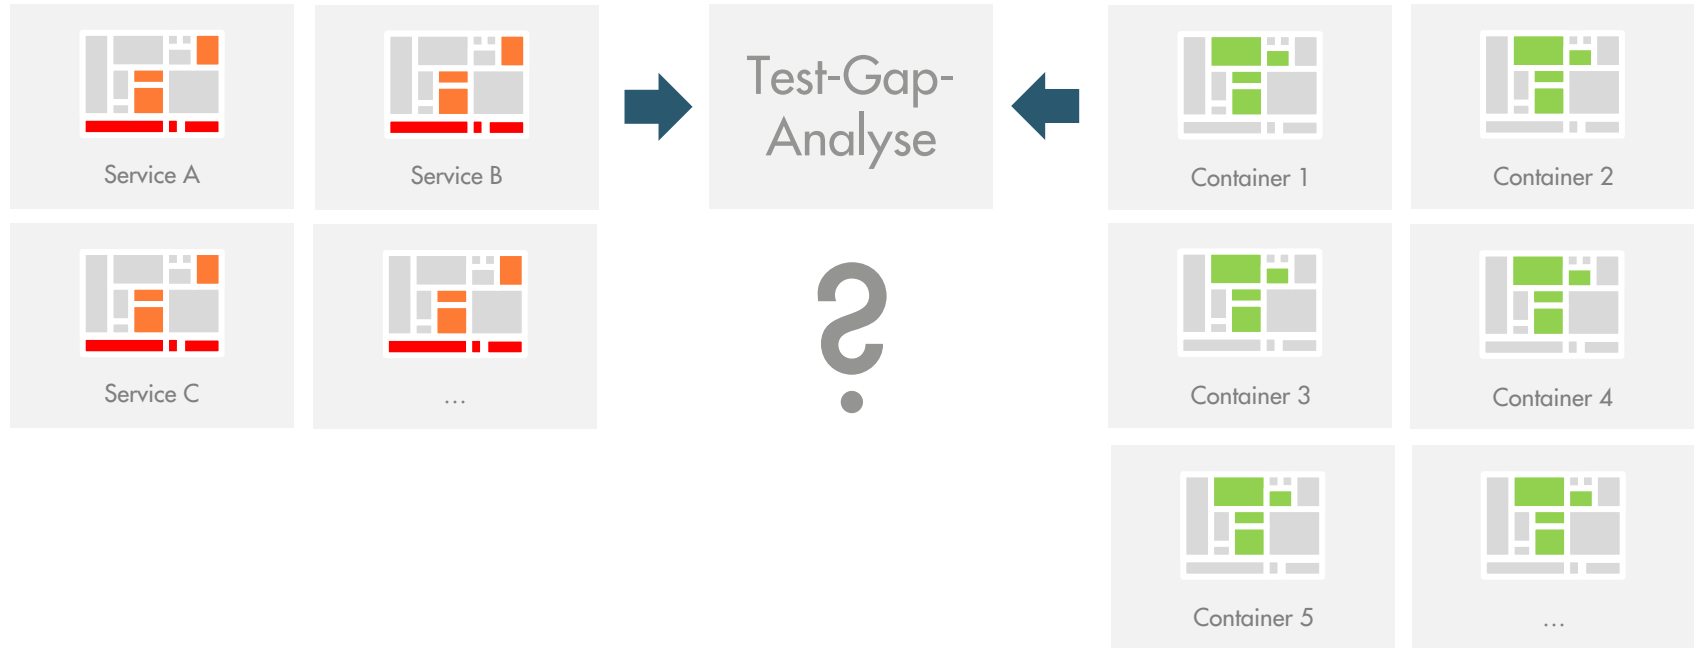 Service A
Service B
Test-Gap-
Analyse
Container 1
Container 2
Service C
…
?
Container 3
Container 4
Container 5
…